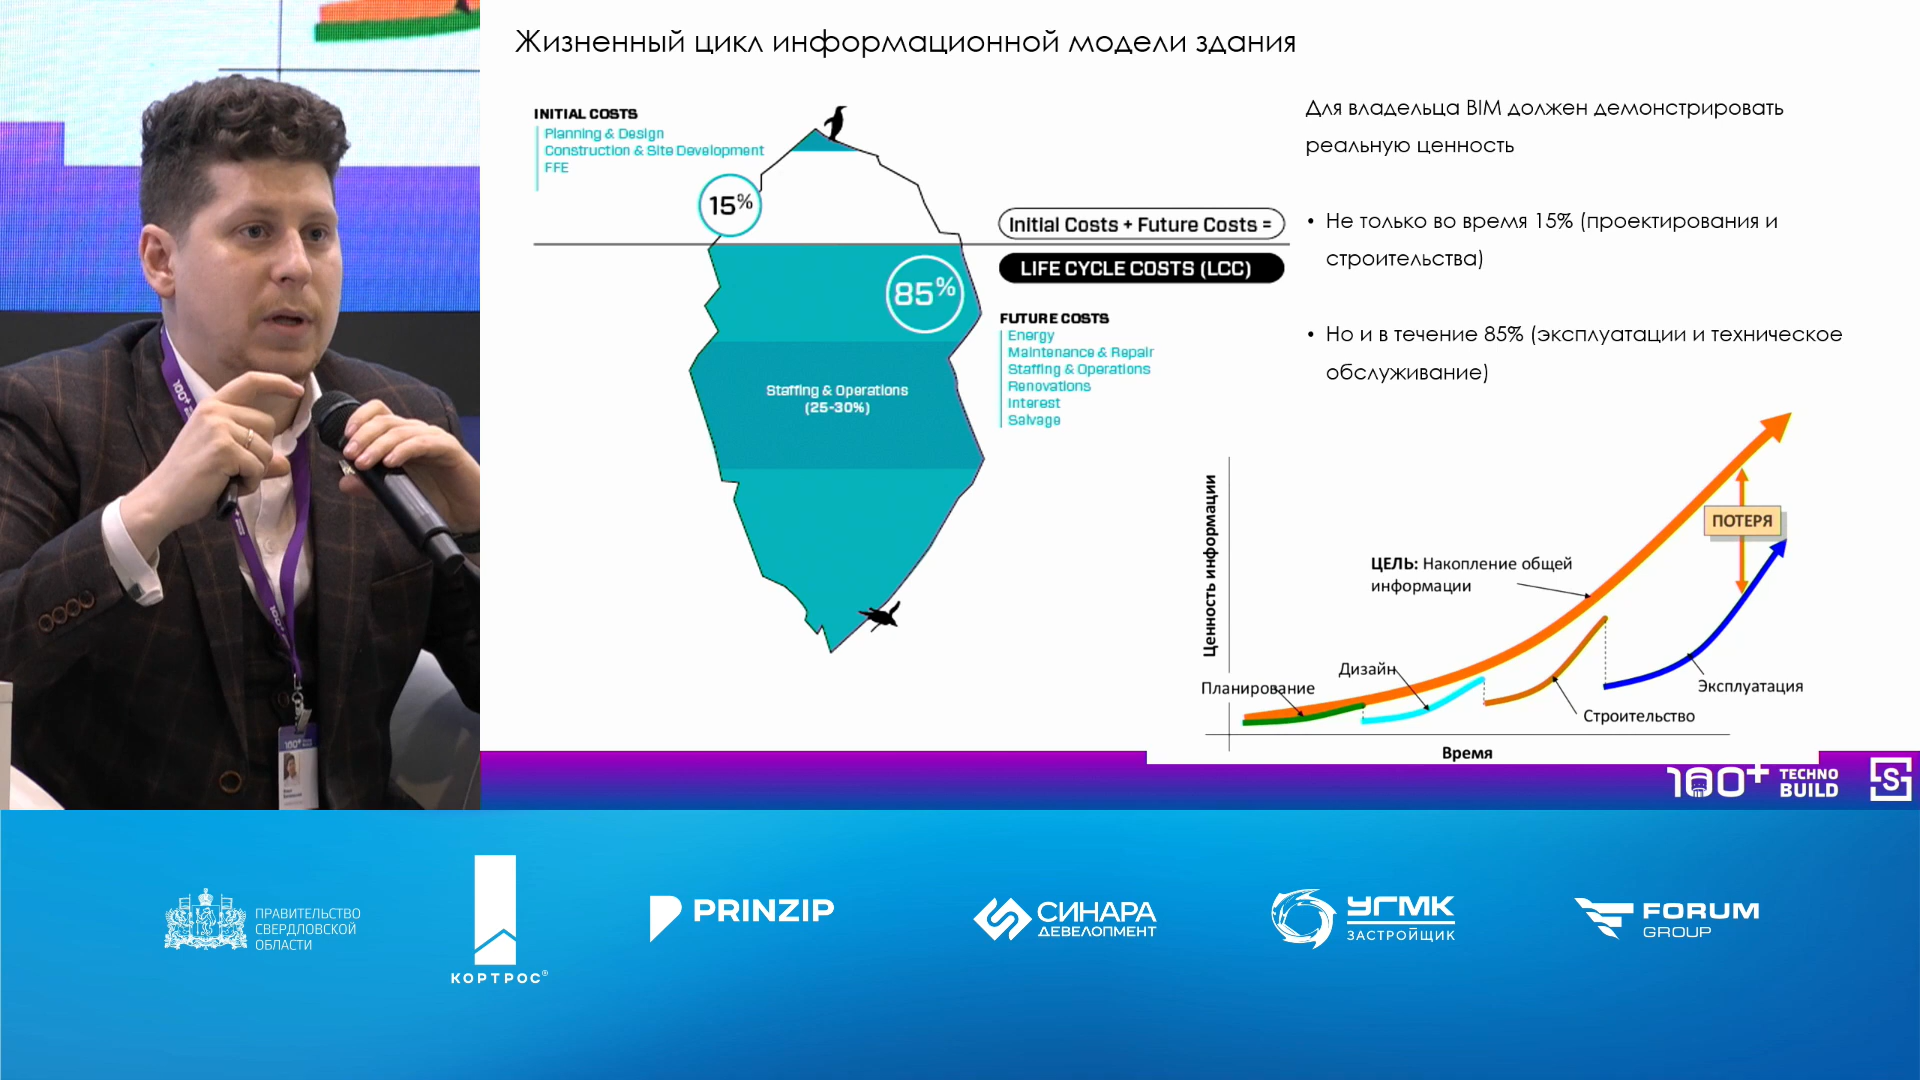 Жизненный цикл информационной модели здания
INITIAL COSTS
Planning & Design
Construction & Site Development
FFE
15%
85%
Initial Costs + Future Costs =
LIFE CYCLE COSTS (LCC)
FUTURE COSTS
Energy
Maintenance & Repair
Staffing & Operations
Renovations
Interest
Salvage
Staffing & Operations
(25-30%)
Для владельца BIM должен демонстрировать
реальную ценность
• Не только во время 15% (проектирования и
строительства)
• Но и в течение 85% (эксплуатации и техническое
обслуживание)
Ценность информации
ПОТЕРЯ
ЦЕЛЬ: Накопление общей
информации
Дизайн
Планирование
Эксплуатация
Строительство
Время
100+ TECHNO
BUILD
S
100+
100+
ПРАВИТЕЛЬСТВО
СВЕРДЛОВСКОЙ
ОБЛАСТИ
КОРТРОС®
PRINZIP
СИНАРА
ДЕВЕЛОПМЕНТ
УГМК
ЗАСТРОЙЩИК
FORUM
GROUP